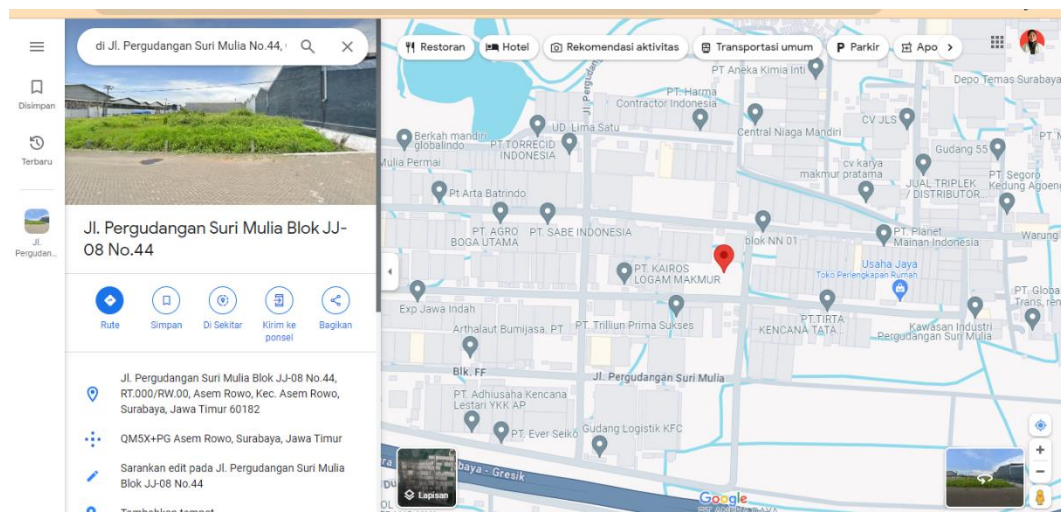 di Jl. Pergudangan Suri Mulia No.44,
Disimpan
Terbaru
Jl.
Pergudan...
Jl. Pergudangan Suri Mulia Blok JJ-
08 No.44
Rute
Simpan
Di Sekitar
Kirim ke
ponsel
Bagikan
Jl. Pergudangan Suri Mulia Blok JJ-08 No.44,
RT.000/RW.00, Asem Rowo, Kec. Asem Rowo,
Surabaya, Jawa Timur 60182
QM5X+PG Asem Rowo, Surabaya, Jawa Timur
Sarankan edit pada Jl. Pergudangan Suri Mulia
Blok JJ-08 No.44
Tambahkan tempat
Restoran
Hotel
Rekomendasi aktivitas
Transportasi umum
P Parkir
Apo
PT Aneka Kimia Inti
Depo Temas Surabaya
PT. Harma
Contractor Indonesia
UD. Lima Satu
Central Niaga Mandiri
CV JLS
Berkah mandiri
globalindo
PT TORRECID
INDONESIA
Gudang 55
Mulia Permai
cv karya
makmur pratama
JUAL TRIPLEK
/ DISTRIBUTOR...
PT. Segoro
Kedung Agoeng
Pt Arta Batrindo
PT. AGRO
BOGA UTAMA
PT. SABE INDONESIA
blok NN 01
PT. Planet
Mainan Indonesia
Warung
PT. KAIROS
LOGAM MAKMUR
Usaha Jaya
Toko Perlengkapan Rumah
Exp Jawa Indah
PT. Globa
Trans, ren
Arthalaut Bumijasa. PT
PT. Trilliun Prima Sukses
PT.TIRTA
KENCANA TATA...
Kawasan Industri
Pergudangan Suri Mulia
Blk. FF
Jl. Pergudangan Suri Mulia
PT. Adhiusaha Kencana
Lestari YKK AP
PT. Ever Seiko
Gudang Logistik KFC
baya - Gresik
Lapisan
Google